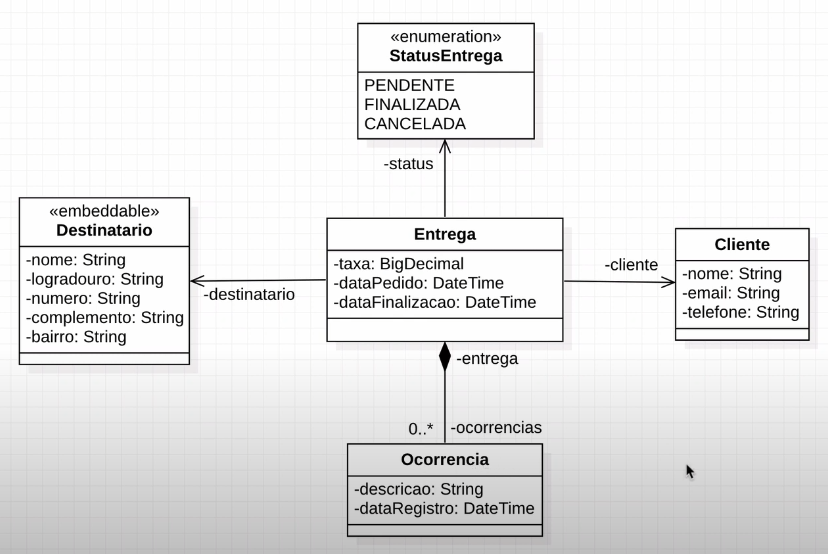 «enumeration»
StatusEntrega
PENDENTE
FINALIZADA
CANCELADA
-status
«embeddable»
Destinatario
-nome: String
-logradouro: String
-numero: String
-complemento: String
-bairro: String
-destinatario
Entrega
-taxa: BigDecimal
-dataPedido: DateTime
-dataFinalizacao: DateTime
-cliente
Cliente
-nome: String
-email: String
-telefone: String
-entrega
0..*
-ocorrencias
Ocorrencia
-descricao: String
-dataRegistro: DateTime